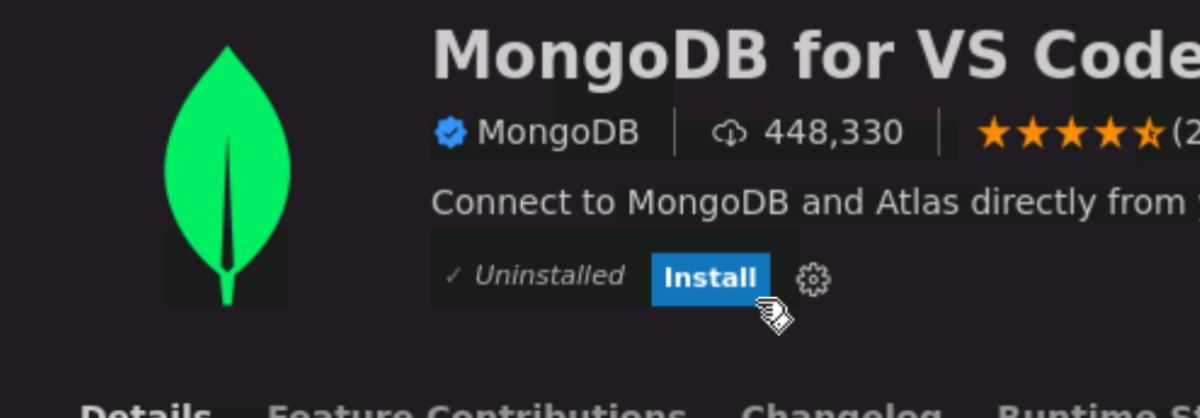 MongoDB for VS Code
MongoDB 448,330 (2
Connect to MongoDB and Atlas directly from
✓ Uninstalled Install
Details Feature Contributions Changelog Runtime S